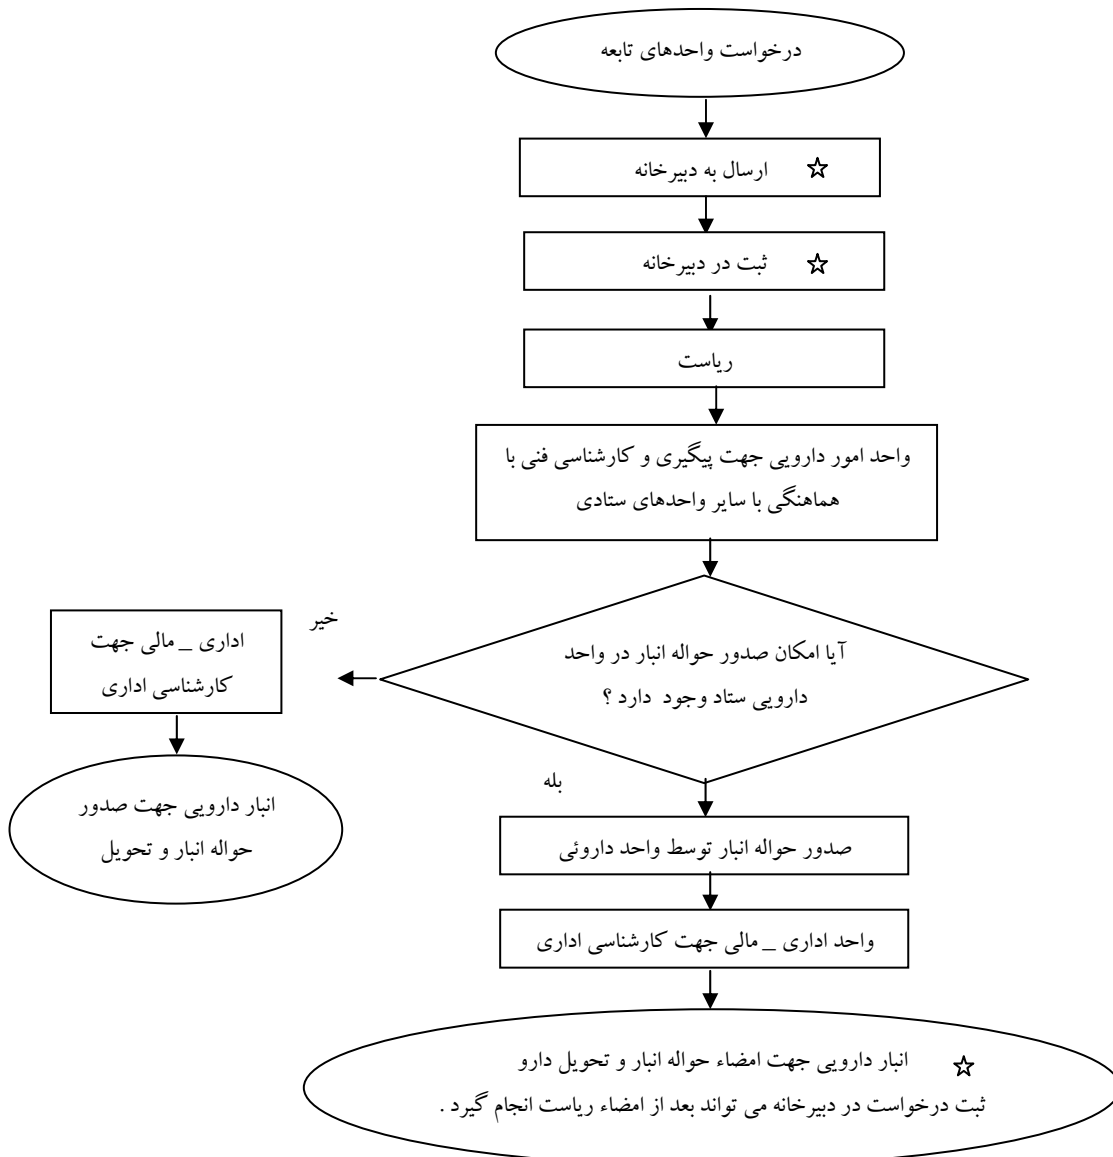 درخواست واحدهای تابعه
☆ ارسال به دبیرخانه
☆ ثبت در دبیرخانه
ریاست
واحد امور دارویی جهت پیگیری و کارشناسی فنی با
هماهنگی با سایر واحدهای ستادی
آیا امکان صدور حواله انبار در واحد
دارویی ستاد وجود دارد ؟
خیر
اداری _ مالی جهت
کارشناسی اداری
انبار دارویی جهت صدور
حواله انبار و تحویل
بله
صدور حواله انبار توسط واحد داروئی
واحد اداری _ مالی جهت کارشناسی اداری
☆ انبار دارویی جهت امضاء حواله انبار و تحویل دارو
ثبت درخواست در دبیرخانه می تواند بعد از امضاء ریاست انجام گیرد .